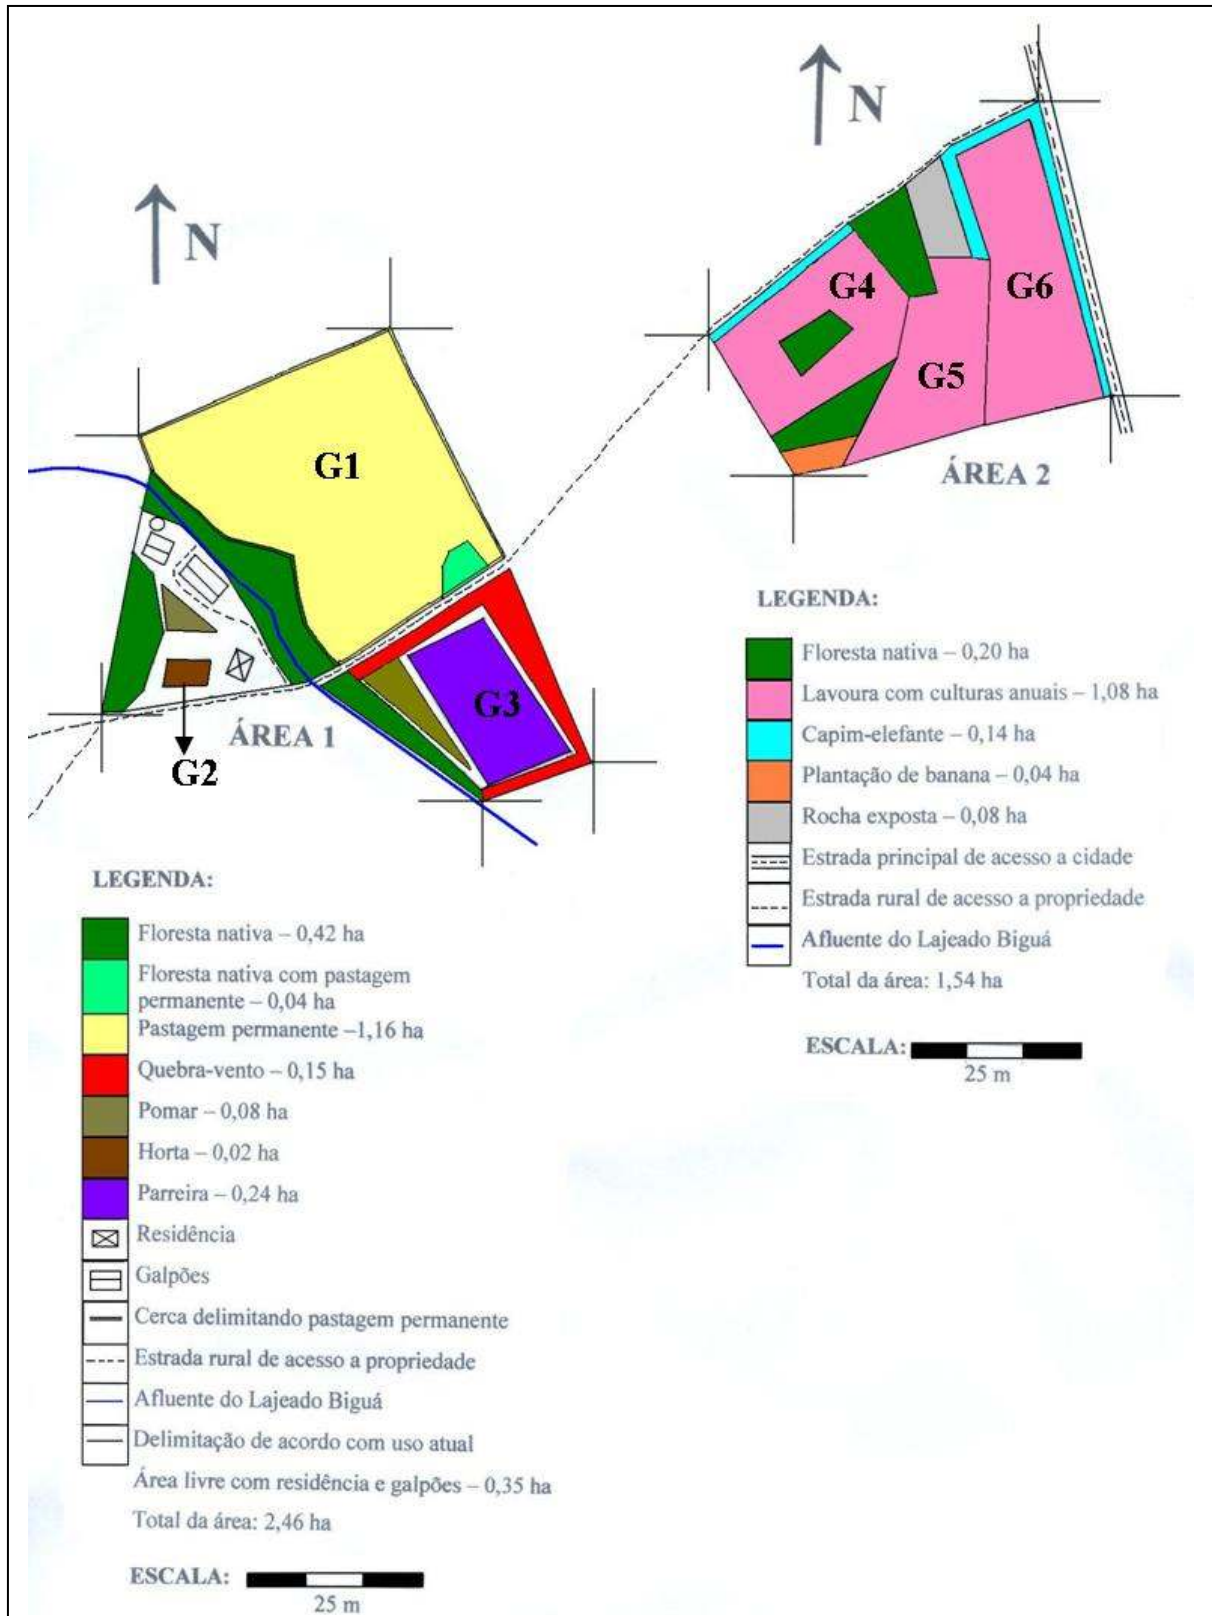 N
N
G1
G2
G3
ÁREA 1
G4
G5
G6
ÁREA 2
LEGENDA:
Floresta nativa – 0,42 ha
Floresta nativa com pastagem
permanente – 0,04 ha
Pastagem permanente –1,16 ha
Quebra-vento – 0,15 ha
Pomar – 0,08 ha
Horta – 0,02 ha
Parreira – 0,24 ha
Residência
Galpões
Cerca delimitando pastagem permanente
Estrada rural de acesso a propriedade
Afluente do Lajeado Biguá
Delimitação de acordo com uso atual
Área livre com residência e galpões – 0,35 ha
Total da área: 2,46 ha
ESCALA:
25 m
LEGENDA:
Floresta nativa – 0,20 ha
Lavoura com culturas anuais – 1,08 ha
Capim-elefante – 0,14 ha
Plantação de banana – 0,04 ha
Rocha exposta – 0,08 ha
Estrada principal de acesso a cidade
Estrada rural de acesso a propriedade
Afluente do Lajeado Biguá
Total da área: 1,54 ha
ESCALA:
25 m